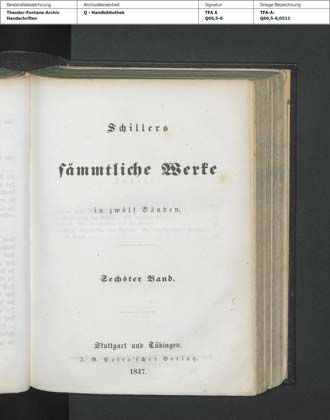 Bestandsbezeichnung
Theodor-Fontane-Archiv
Handschriften
Archivalieneinheit
Q - Handbibliothek
Signatur
TFA A
Q66,5-6
Image-Bezeichnung
TFA-A-
Q66,5-6,0511
Schillers
sämmtliche Werke
in zwölf Bänden.
Sechster Band.
Stuttgart und Tübingen.
J. G. Cotta'scher Verlag.
1847.